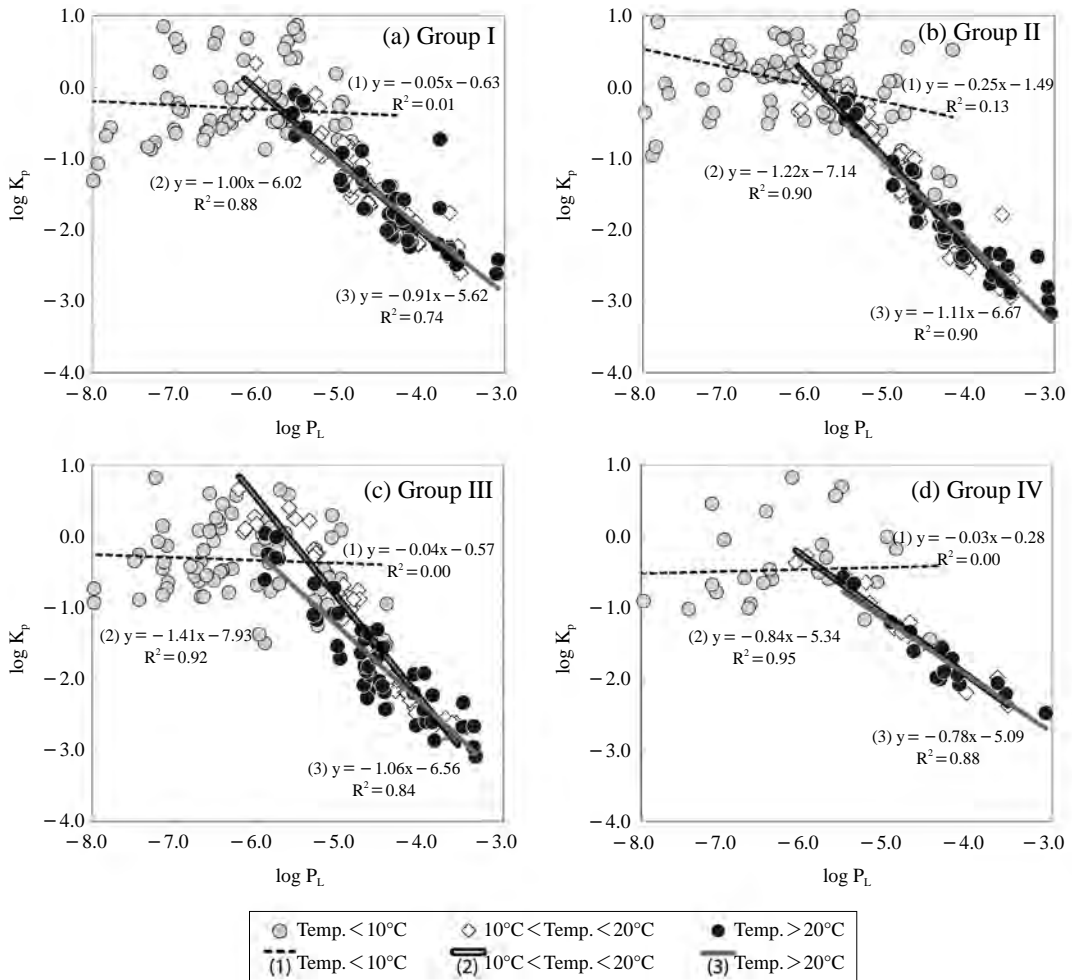 (a) Group I
1.0
0.0
−1.0
−2.0
−3.0
−4.0
log Kp
(1) y = −0.05x−0.63
R² = 0.01
(2) y = −1.00x−6.02
R² = 0.88
(3) y = −0.91x−5.62
R² = 0.74
−8.0 −7.0 −6.0 −5.0 −4.0 −3.0
log PL
(b) Group II
1.0
0.0
−1.0
−2.0
−3.0
−4.0
log Kp
(1) y = −0.25x−1.49
R² = 0.13
(2) y = −1.22x−7.14
R² = 0.90
(3) y = −1.11x−6.67
R² = 0.90
−8.0 −7.0 −6.0 −5.0 −4.0 −3.0
log PL
(c) Group III
1.0
0.0
−1.0
−2.0
−3.0
−4.0
log Kp
(1) y = −0.04x−0.57
R² = 0.00
(2) y = −1.41x−7.93
R² = 0.92
(3) y = −1.06x−6.56
R² = 0.84
−8.0 −7.0 −6.0 −5.0 −4.0 −3.0
log PL
(d) Group IV
1.0
0.0
−1.0
−2.0
−3.0
−4.0
log Kp
(1) y = −0.03x−0.28
R² = 0.00
(2) y = −0.84x−5.34
R² = 0.95
(3) y = −0.78x−5.09
R² = 0.88
−8.0 −7.0 −6.0 −5.0 −4.0 −3.0
log PL
Temp.<10°C 10°C<Temp.<20°C Temp.>20°C
(1) Temp.<10°C (2) 10°C<Temp.<20°C (3) Temp.>20°C